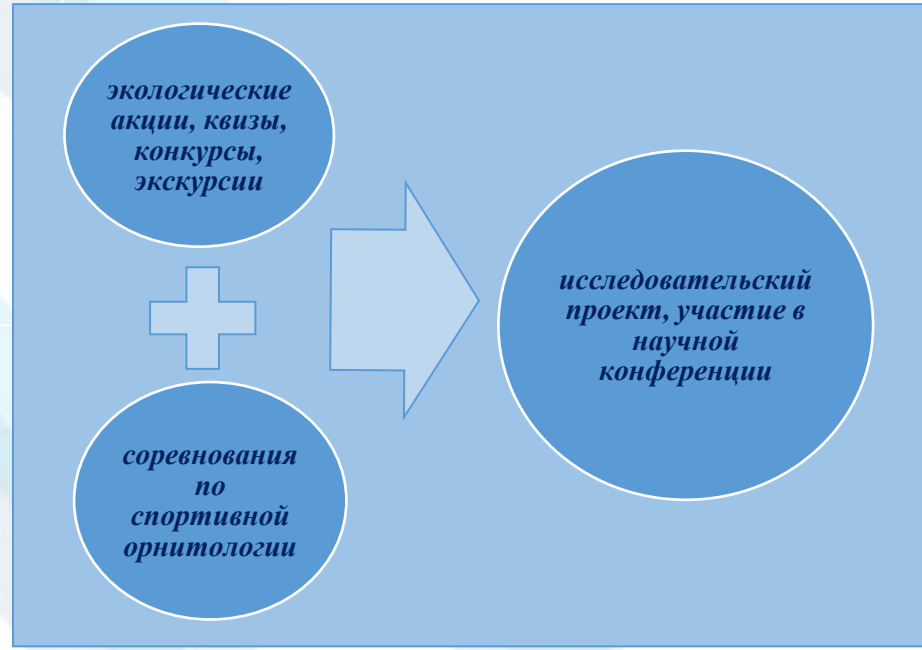 экологические
акции, квизы,
конкурсы,
экскурсии
соревнования
по
спортивной
орнитологии
исследовательский
проект, участие в
научной
конференции